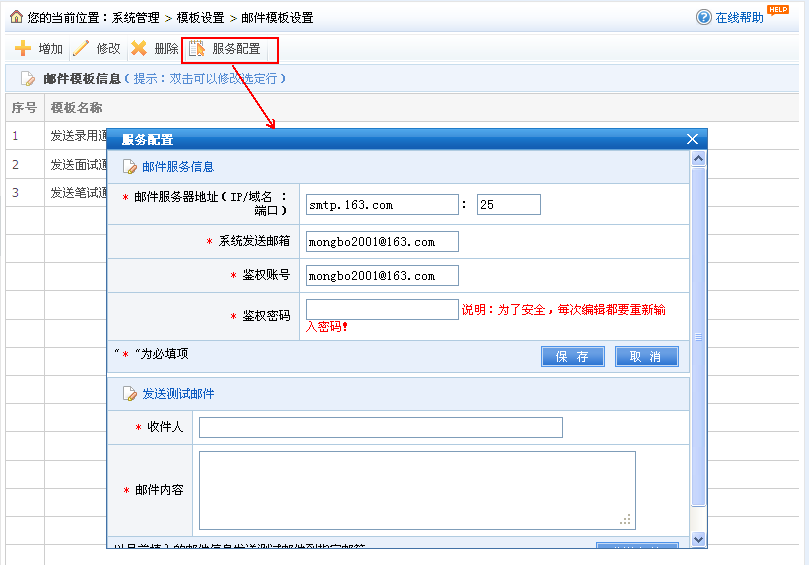 您的当前位置：系统管理 > 模板设置 > 邮件模板设置
在线帮助 HELP
增加 修改 删除 服务配置
邮件模板信息（提示：双击可以修改选定行）
序号 模板名称
1 发送录用通
2 发送面试通
3 发送笔试通
服务配置
邮件服务信息
* 邮件服务器地址（IP/域名 ：
端口）
smtp.163.com : 25
* 系统发送邮箱 mongbo2001@163.com
* 鉴权账号 mongbo2001@163.com
* 鉴权密码 说明：为了安全，每次编辑都要重新输
入密码!
“ * ”为必填项
保 存 取 消
发送测试邮件
* 收件人
* 邮件内容